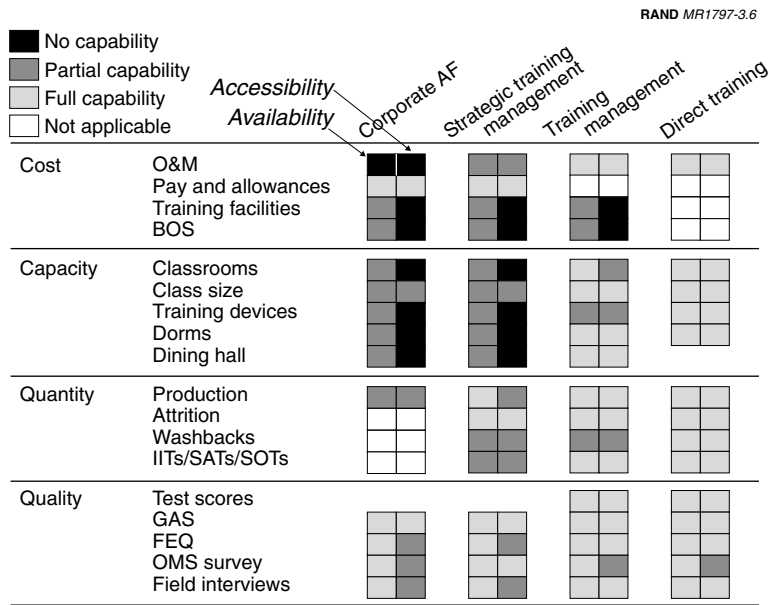 RAND MR1797-3.6
No capability
Partial capability
Full capability
Not applicable
Accessibility
Availability
Corporate AF
Strategic training
management
Training
management
Direct training
Cost
O&M
Pay and allowances
Training facilities
BOS
Capacity
Classrooms
Class size
Training devices
Dorms
Dining hall
Quantity
Production
Attrition
Washbacks
IITs/SATs/SOTs
Quality
Test scores
GAS
FEQ
OMS survey
Field interviews